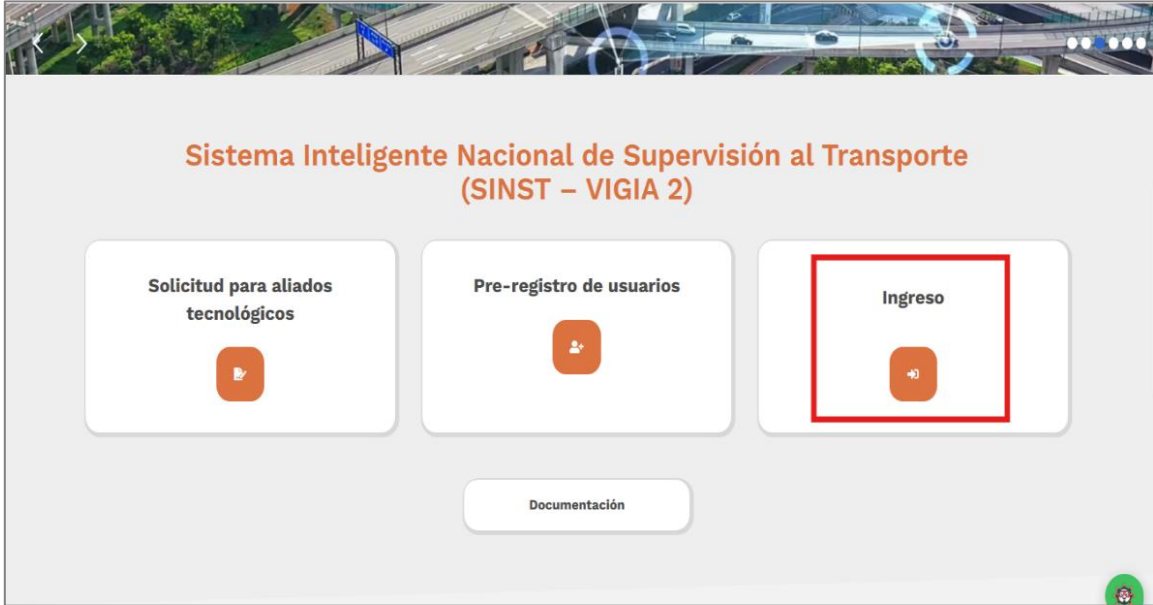 Sistema Inteligente Nacional de Supervisión al Transporte
(SINST – VIGIA 2)
Solicitud para aliados
tecnológicos
Pre-registro de usuarios
Ingreso
Documentación